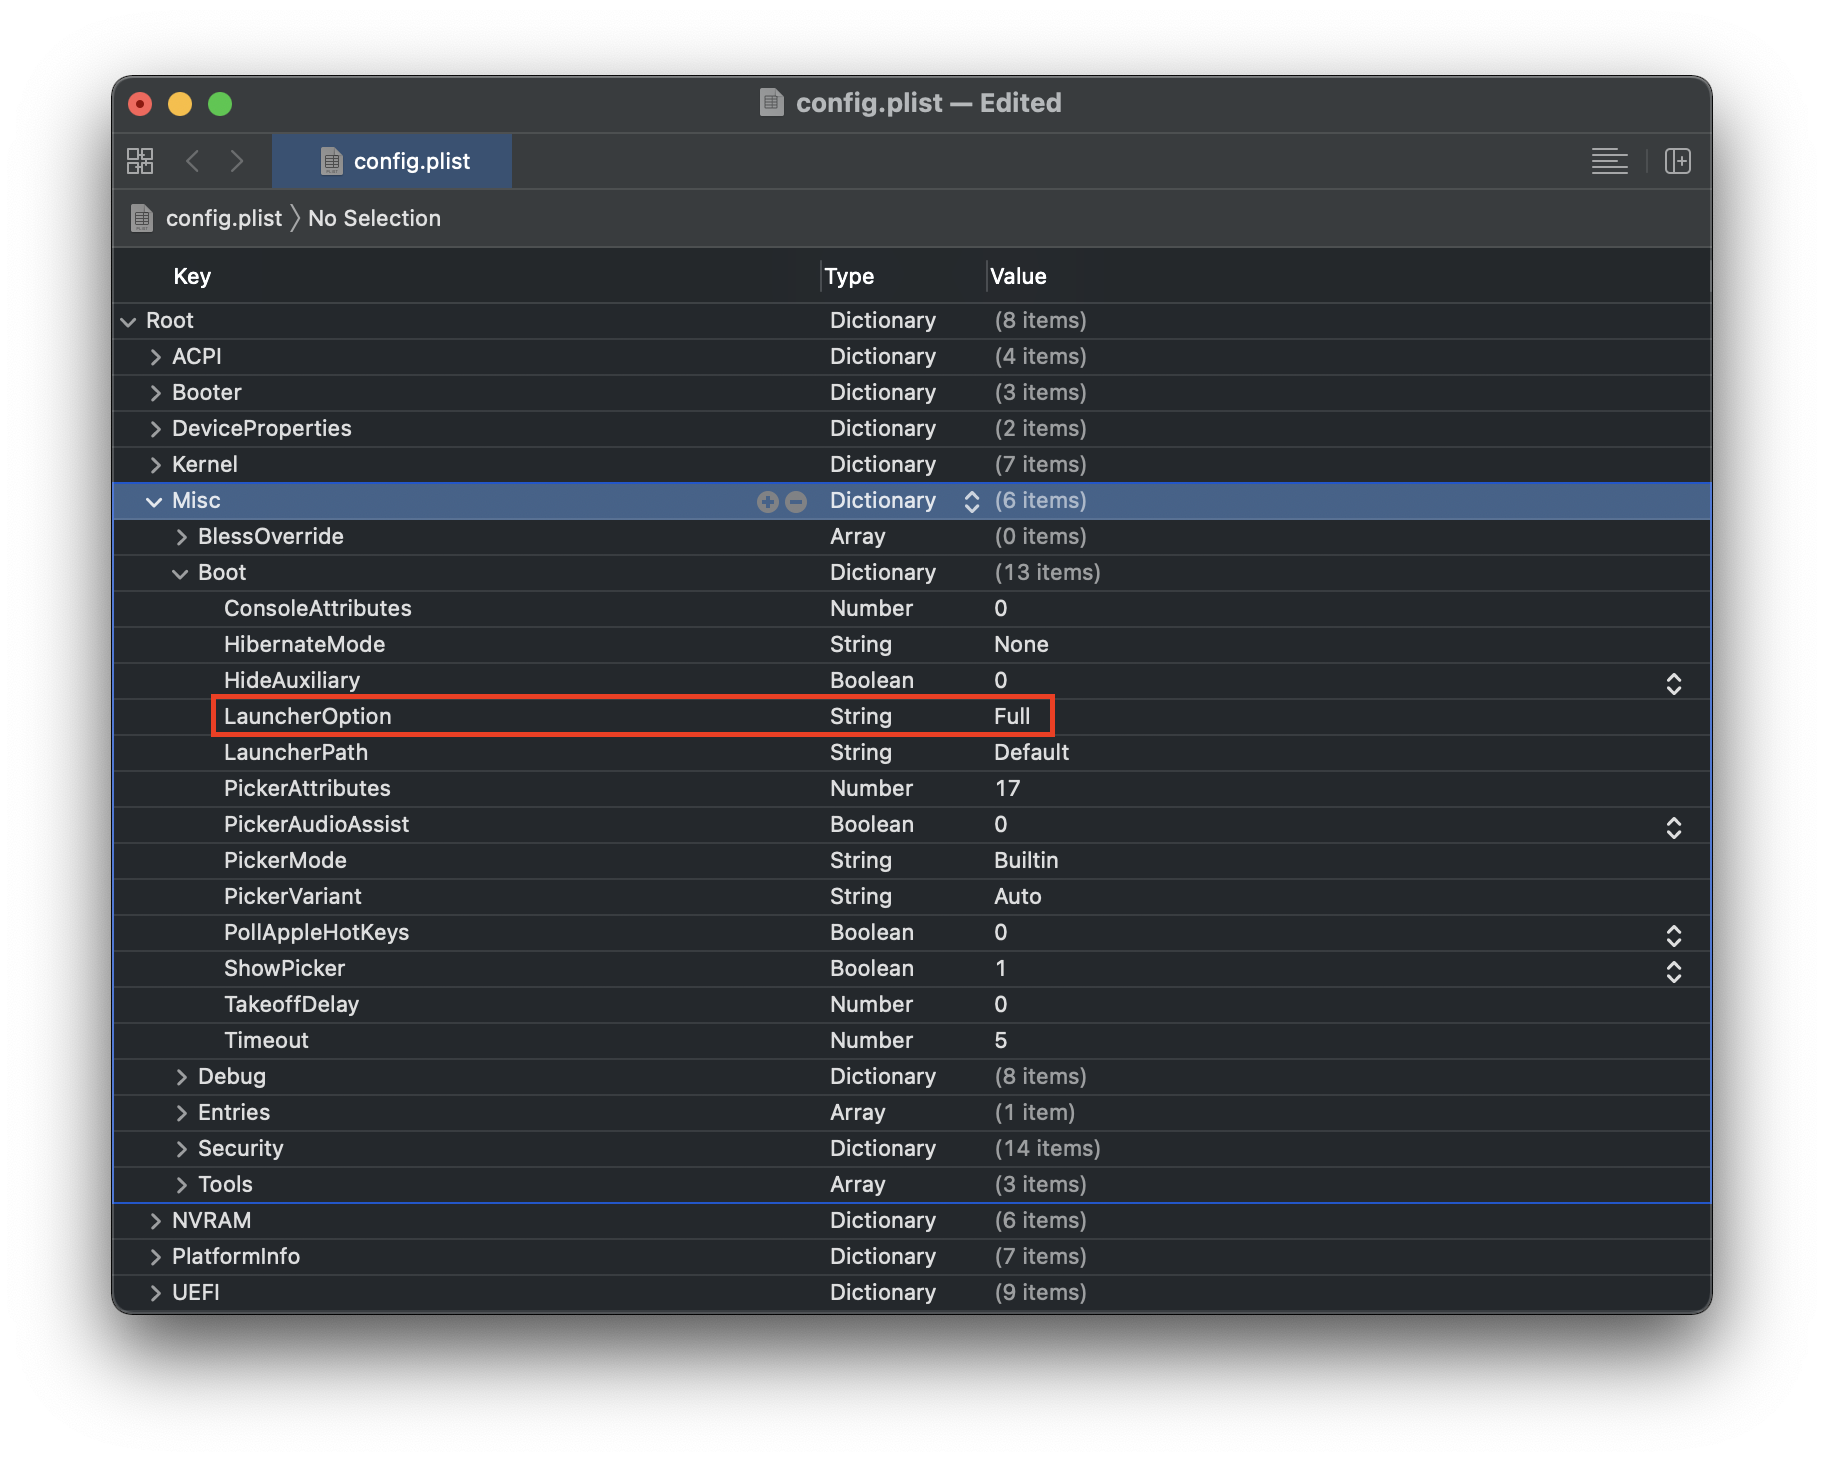 config.plist — Edited
config.plist
config.plist 〉 No Selection
Key Type Value
Root Dictionary (8 items)
ACPI Dictionary (4 items)
Booter Dictionary (3 items)
DeviceProperties Dictionary (2 items)
Kernel Dictionary (7 items)
Misc Dictionary (6 items)
BlessOverride Array (0 items)
Boot Dictionary (13 items)
ConsoleAttributes Number 0
HibernateMode String None
HideAuxiliary Boolean 0
LauncherOption String Full
LauncherPath String Default
PickerAttributes Number 17
PickerAudioAssist Boolean 0
PickerMode String Builtin
PickerVariant String Auto
PollAppleHotKeys Boolean 0
ShowPicker Boolean 1
TakeoffDelay Number 0
Timeout Number 5
Debug Dictionary (8 items)
Entries Array (1 item)
Security Dictionary (14 items)
Tools Array (3 items)
NVRAM Dictionary (6 items)
PlatformInfo Dictionary (7 items)
UEFI Dictionary (9 items)